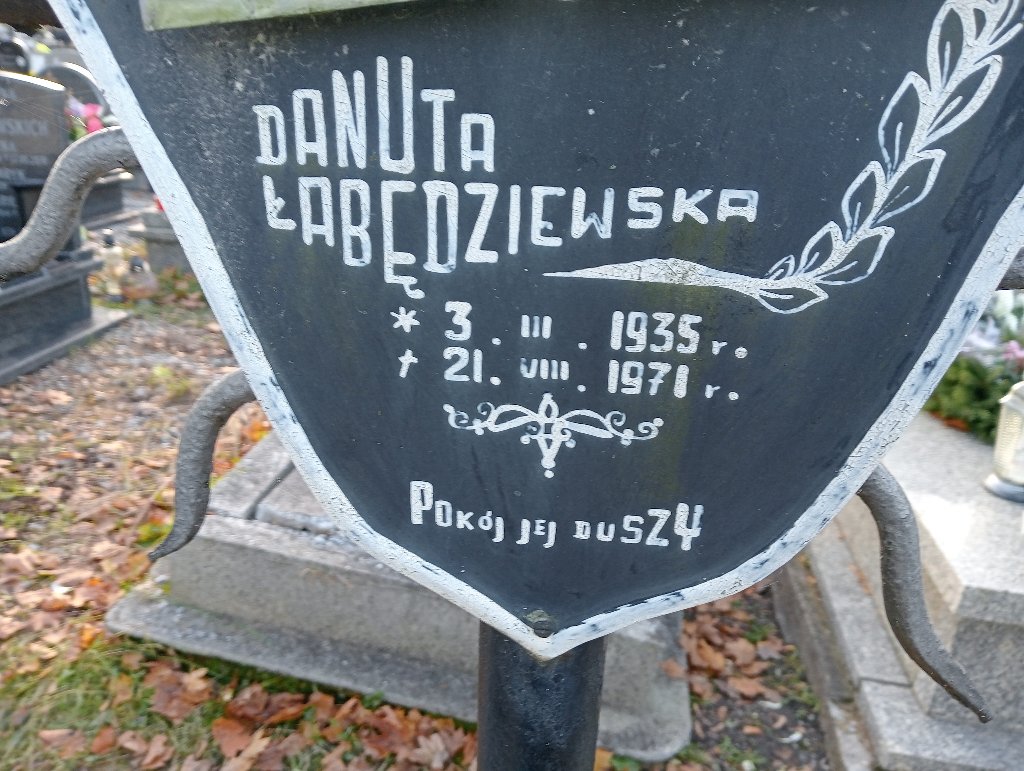 DANUTA
ŁABĘDZIEWSKA
* 3. III. 1935 r.
† 21. VIII. 1971 r.
POKÓJ JEJ DUSZY